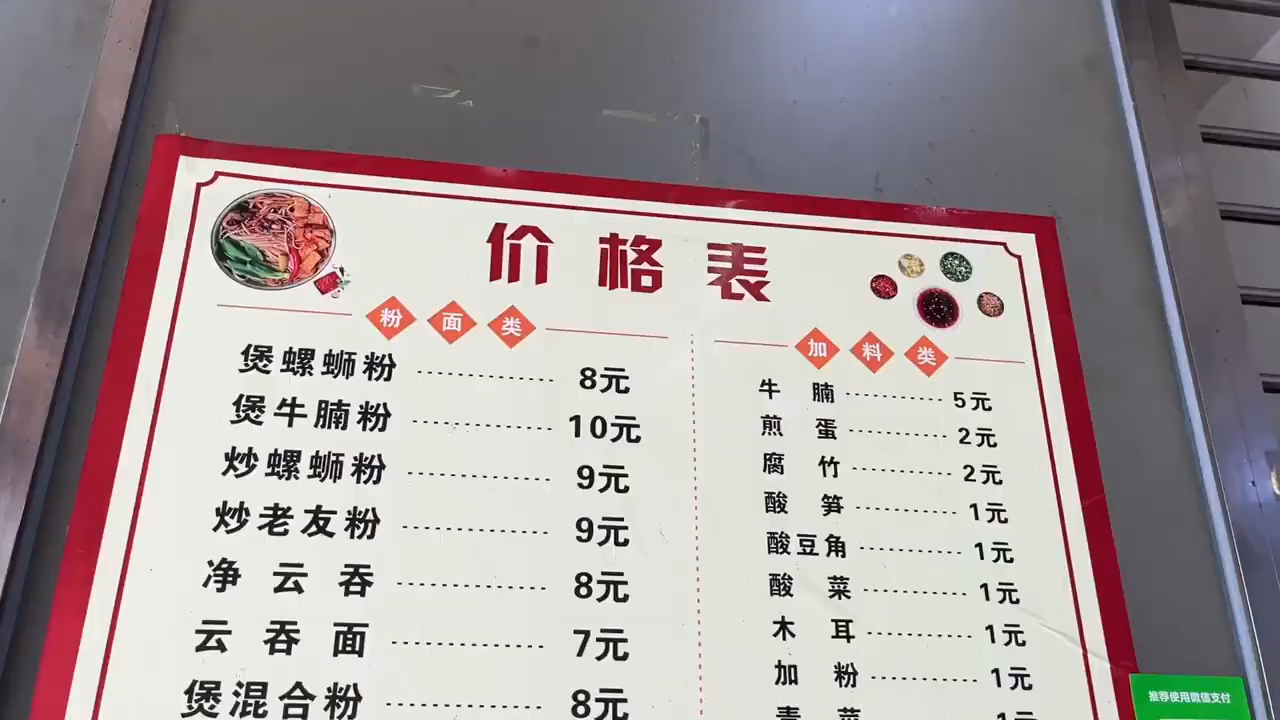 价格表
粉面类
煲螺蛳粉 8元
煲牛腩粉 10元
炒螺蛳粉 9元
炒老友粉 9元
净云吞 8元
云吞面 7元
煲混合粉 8元
加料类
牛腩 5元
煎蛋 2元
腐竹 2元
酸笋 1元
酸豆角 1元
酸菜 1元
木耳 1元
加粉 1元
青菜 1元
推荐使用微信支付